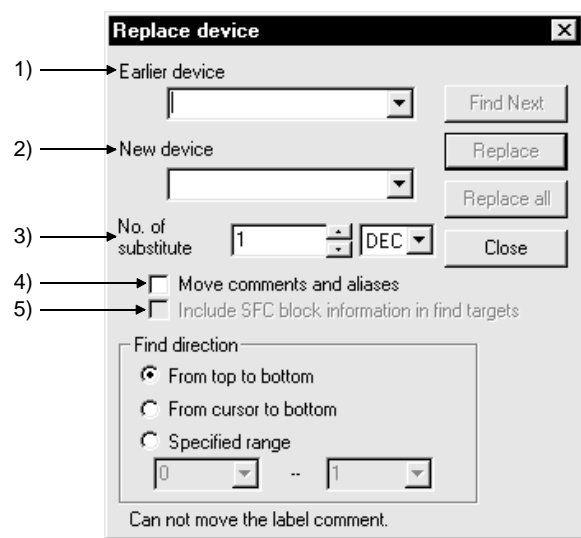 Replace device
1) Earlier device
Find Next
2) New device
Replace
Replace all
3) No. of
substitute
1
DEC
Close
4) Move comments and aliases
5) Include SFC block information in find targets
Find direction
From top to bottom
From cursor to bottom
Specified range
0 -- 1
Can not move the label comment.